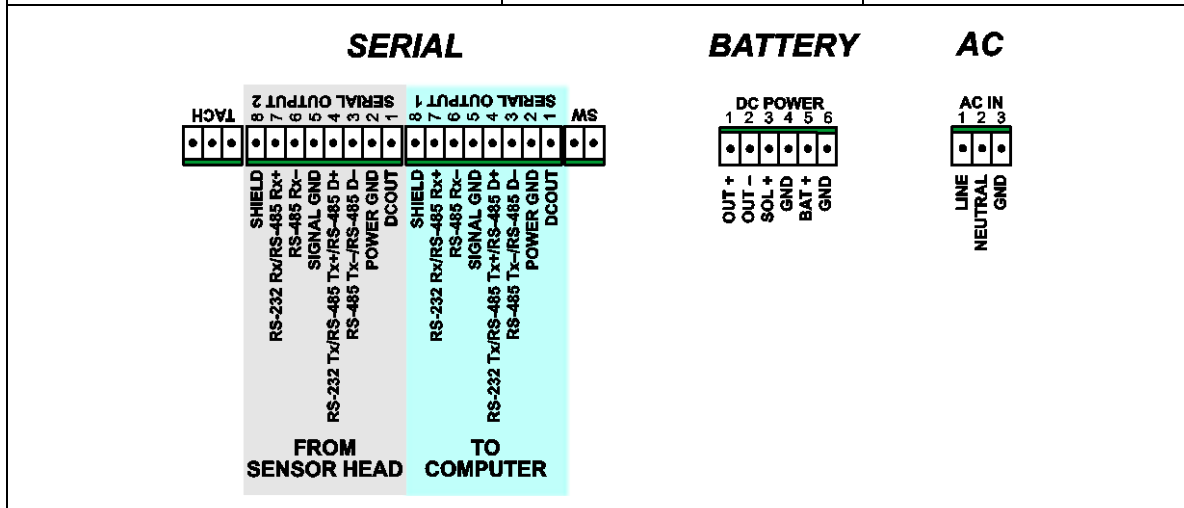 SERIAL
BATTERY
AC
TACH
SERIAL OUTPUT 2
SERIAL OUTPUT 1
SW
8 7 6 5 4 3 2 1
8 7 6 5 4 3 2 1
SHIELD
RS-232 Rx/RS-485 Rx+
RS-485 Rx–
SIGNAL GND
RS-232 Tx/RS-485 Tx+/RS-485 D+
RS-485 Tx–/RS-485 D–
POWER GND
DCOUT
SHIELD
RS-232 Rx/RS-485 Rx+
RS-485 Rx–
SIGNAL GND
RS-232 Tx/RS-485 Tx+/RS-485 D+
RS-485 Tx–/RS-485 D–
POWER GND
DCOUT
FROM
SENSOR HEAD
TO
COMPUTER
DC POWER
1 2 3 4 5 6
OUT +
OUT –
SOL +
GND
BAT +
GND
AC IN
1 2 3
LINE
NEUTRAL
GND